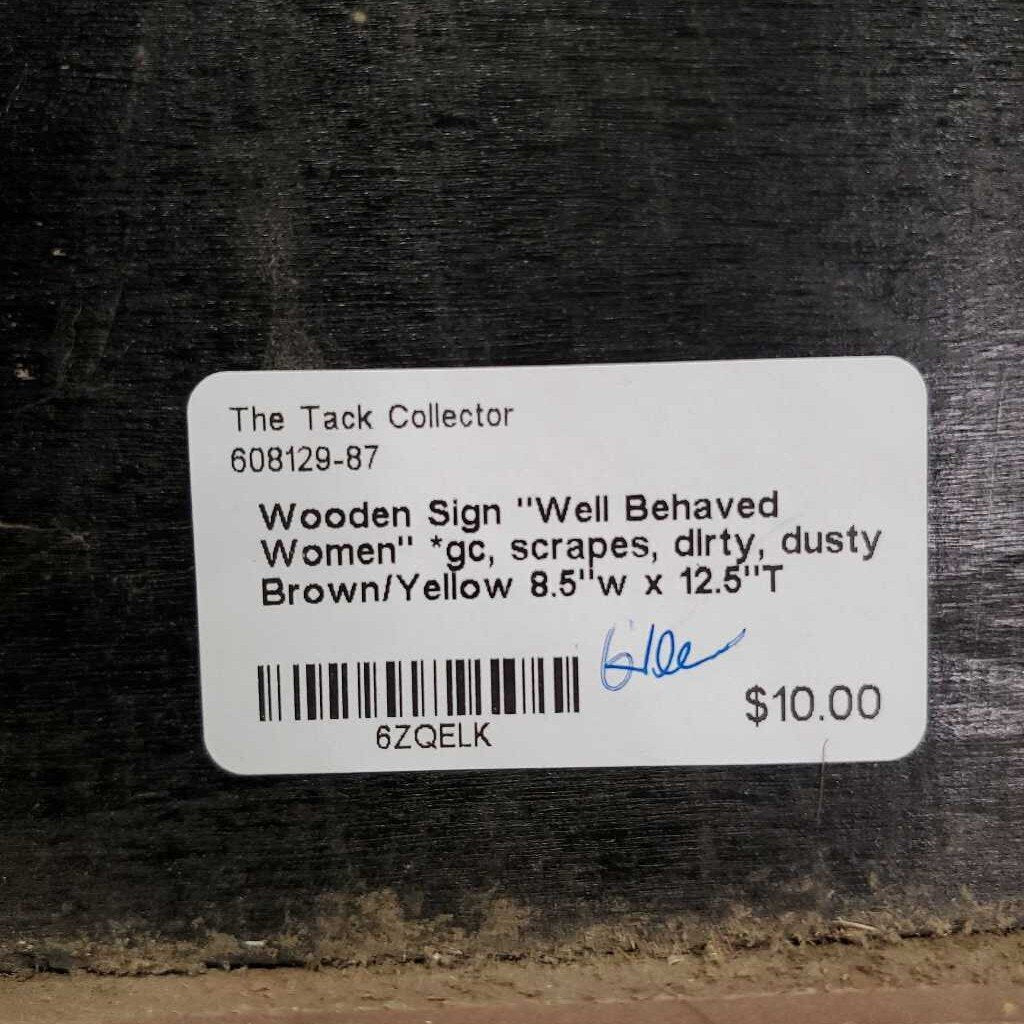 The Tack Collector
608129-87
Wooden Sign "Well Behaved
Women" *gc, scrapes, dIrty, dusty
Brown/Yellow 8.5"w x 12.5"T
6ZQELK
$10.00